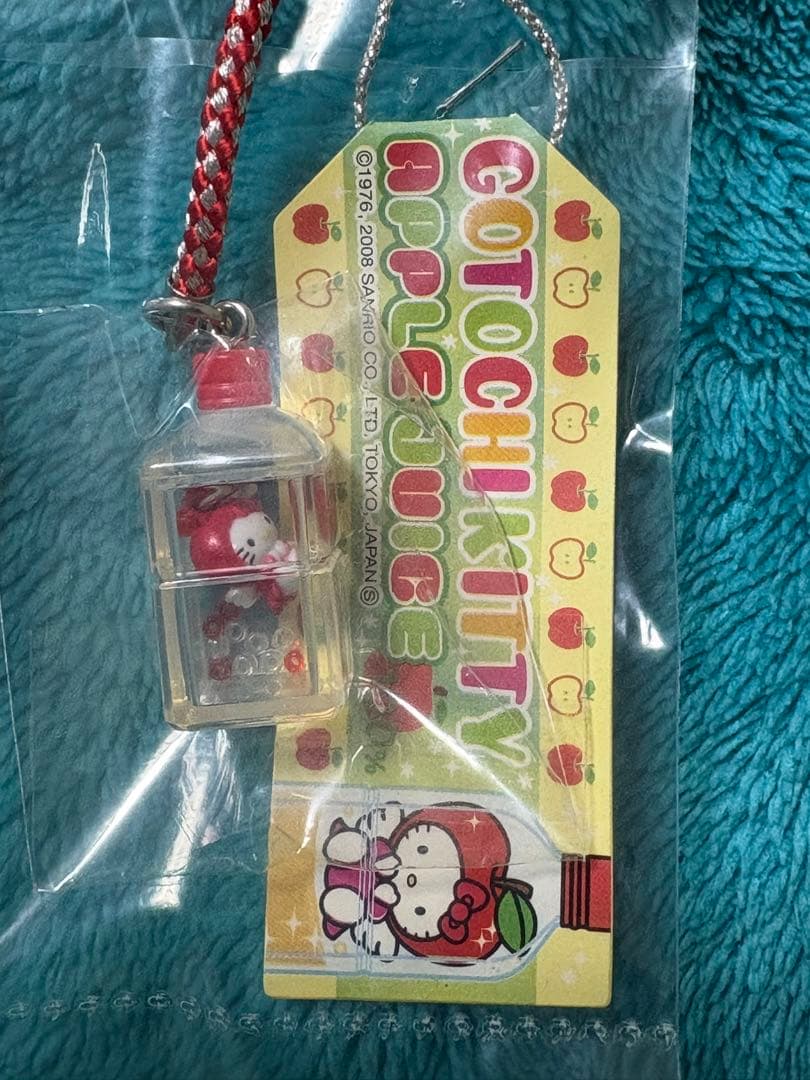 GOTOCHI KITTY
APPLE JUICE
©1976, 2008 SANRIO CO., LTD. TOKYO, JAPAN Ⓢ